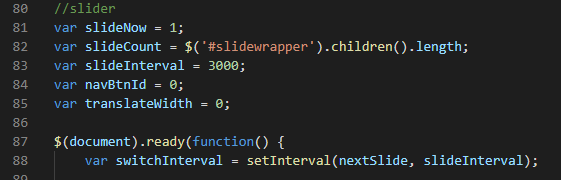 80 //slider
81 var slideNow = 1;
82 var slideCount = $('#slidewrapper').children().length;
83 var slideInterval = 3000;
84 var navBtnId = 0;
85 var translateWidth = 0;
86
87 $(document).ready(function() {
88 var switchInterval = setInterval(nextSlide, slideInterval);